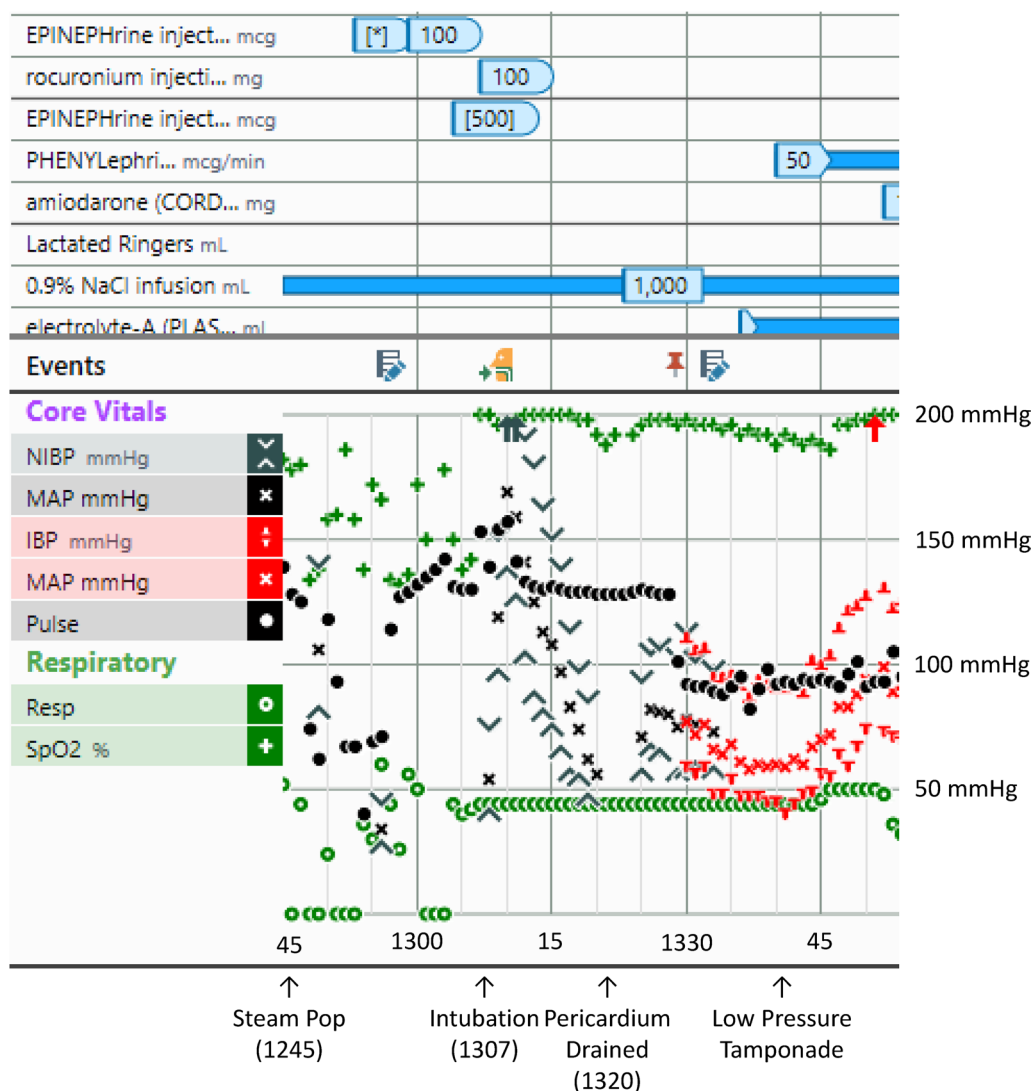 EPINEPHrine inject... mcg [*] 100
rocuronium injecti... mg 100
EPINEPHrine inject... mcg [500]
PHENYLephri... mcg/min 50
amiodarone (CORD... mg
Lactated Ringers mL
0.9% NaCl infusion mL 1,000
electrolyte-A (PLAS... ml
Events
Core Vitals
200 mmHg
NIBP mmHg
MAP mmHg
IBP mmHg
150 mmHg
MAP mmHg
Pulse
Respiratory
100 mmHg
Resp
SpO2 %
50 mmHg
45 1300 15 1330 45
Steam Pop Intubation Pericardium Low Pressure
(1245) (1307) Drained Tamponade
(1320)